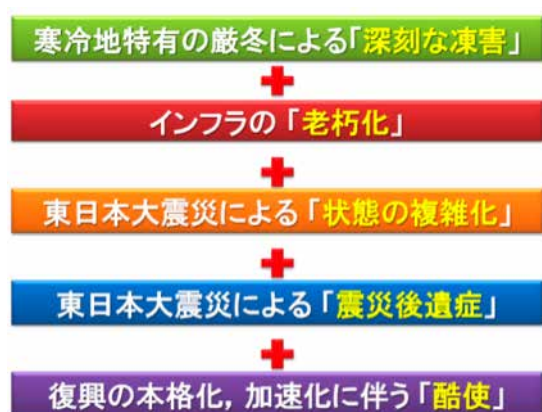 寒冷地特有の厳冬による「深刻な凍害」
インフラの「老朽化」
東日本大震災による「状態の複雑化」
東日本大震災による「震災後遺症」
復興の本格化，加速化に伴う「酷使」